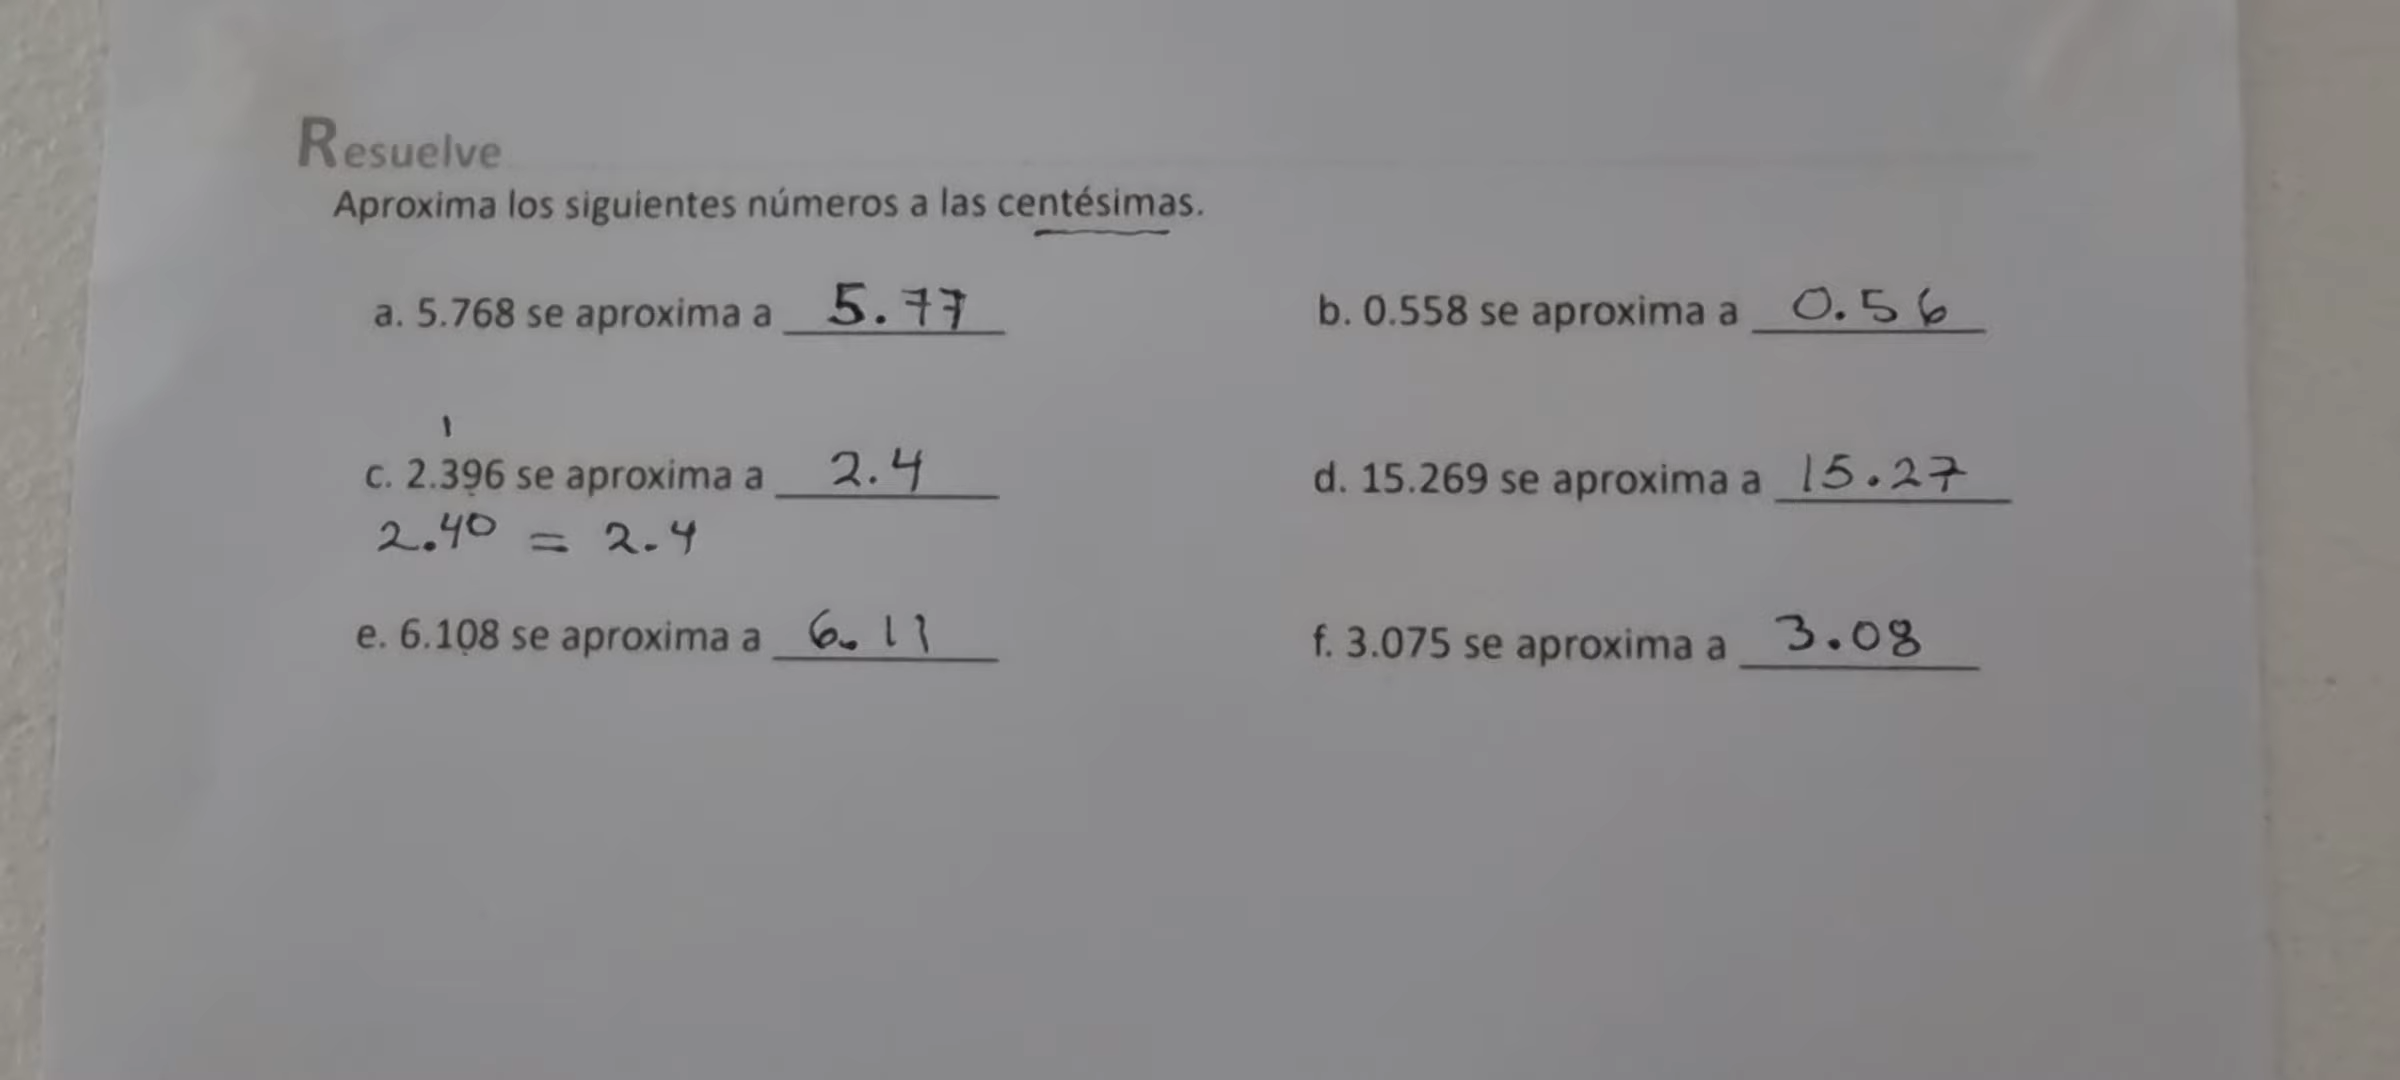 Resuelve
Aproxima los siguientes números a las centésimas.
a. 5.768 se aproxima a 5.77
b. 0.558 se aproxima a 0.56
1
c. 2.396 se aproxima a 2.4
2.40 = 2.4
d. 15.269 se aproxima a 15.27
e. 6.108 se aproxima a 6.11
f. 3.075 se aproxima a 3.08